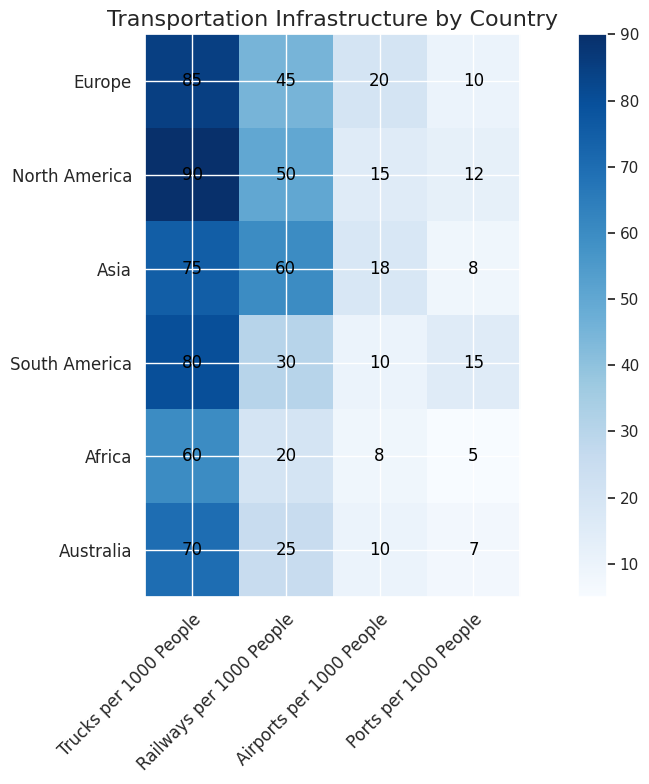 Transportation Infrastructure by Country
Europe 85 45 20 10
North America 90 50 15 12
Asia 75 60 18 8
South America 80 30 10 15
Africa 60 20 8 5
Australia 70 25 10 7
Trucks per 1000 People
Railways per 1000 People
Airports per 1000 People
Ports per 1000 People
90
80
70
60
50
40
30
20
10